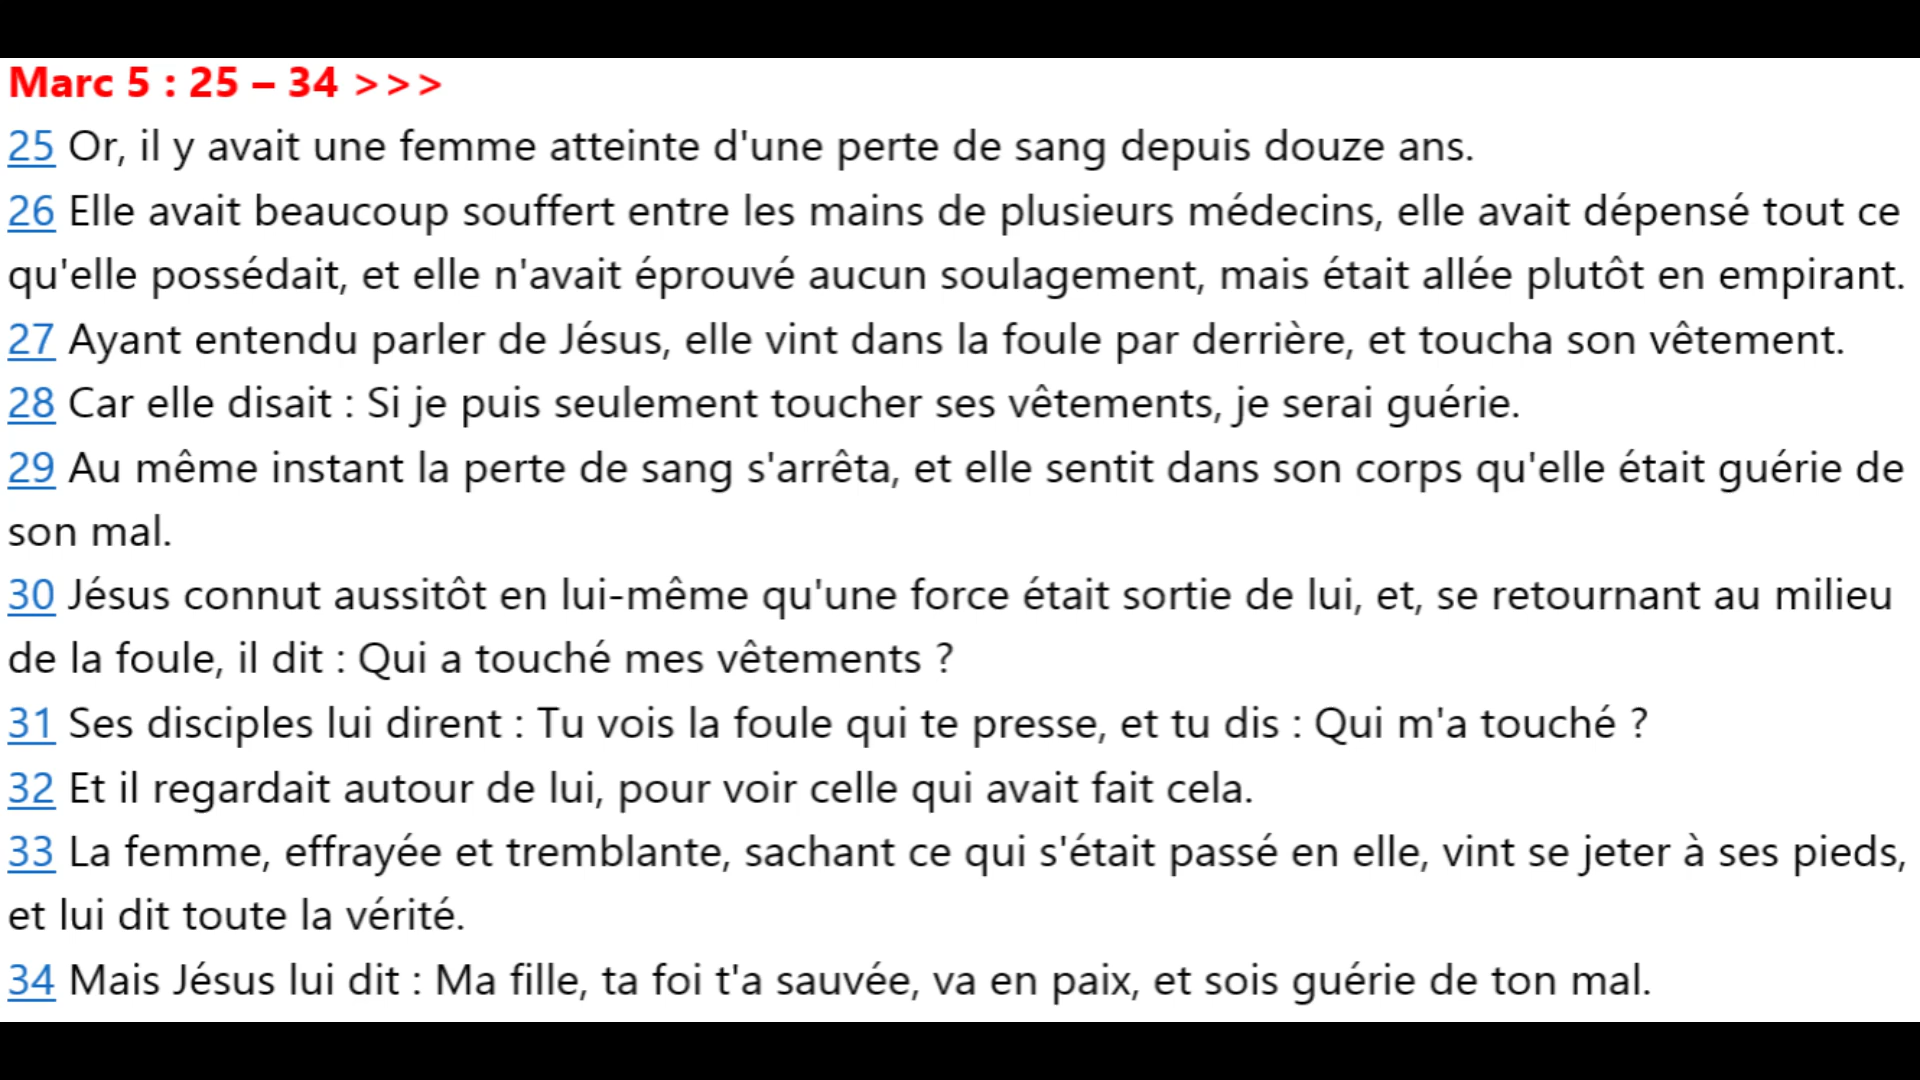 Marc 5 : 25 – 34 >>>
25 Or, il y avait une femme atteinte d'une perte de sang depuis douze ans.
26 Elle avait beaucoup souffert entre les mains de plusieurs médecins, elle avait dépensé tout ce
qu'elle possédait, et elle n'avait éprouvé aucun soulagement, mais était allée plutôt en empirant.
27 Ayant entendu parler de Jésus, elle vint dans la foule par derrière, et toucha son vêtement.
28 Car elle disait : Si je puis seulement toucher ses vêtements, je serai guérie.
29 Au même instant la perte de sang s'arrêta, et elle sentit dans son corps qu'elle était guérie de
son mal.
30 Jésus connut aussitôt en lui-même qu'une force était sortie de lui, et, se retournant au milieu
de la foule, il dit : Qui a touché mes vêtements ?
31 Ses disciples lui dirent : Tu vois la foule qui te presse, et tu dis : Qui m'a touché ?
32 Et il regardait autour de lui, pour voir celle qui avait fait cela.
33 La femme, effrayée et tremblante, sachant ce qui s'était passé en elle, vint se jeter à ses pieds,
et lui dit toute la vérité.
34 Mais Jésus lui dit : Ma fille, ta foi t'a sauvée, va en paix, et sois guérie de ton mal.